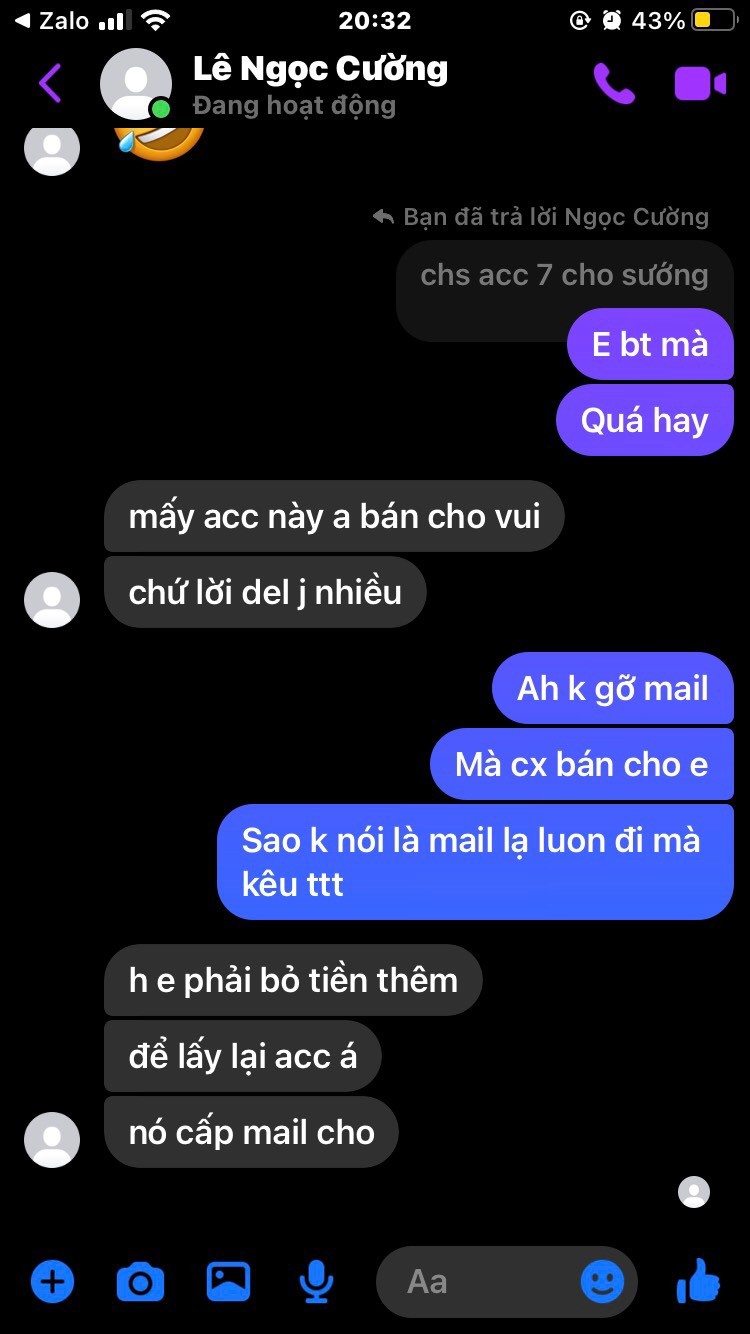 Zalo
20:32
43%
Lê Ngọc Cường
Đang hoạt động
Bạn đã trả lời Ngọc Cường
chs acc 7 cho sướng
E bt mà
Quá hay
mấy acc này a bán cho vui
chứ lời del j nhiều
Ah k gỡ mail
Mà cx bán cho e
Sao k nói là mail lạ luon đi mà
kêu ttt
h e phải bỏ tiền thêm
để lấy lại acc á
nó cấp mail cho
Aa